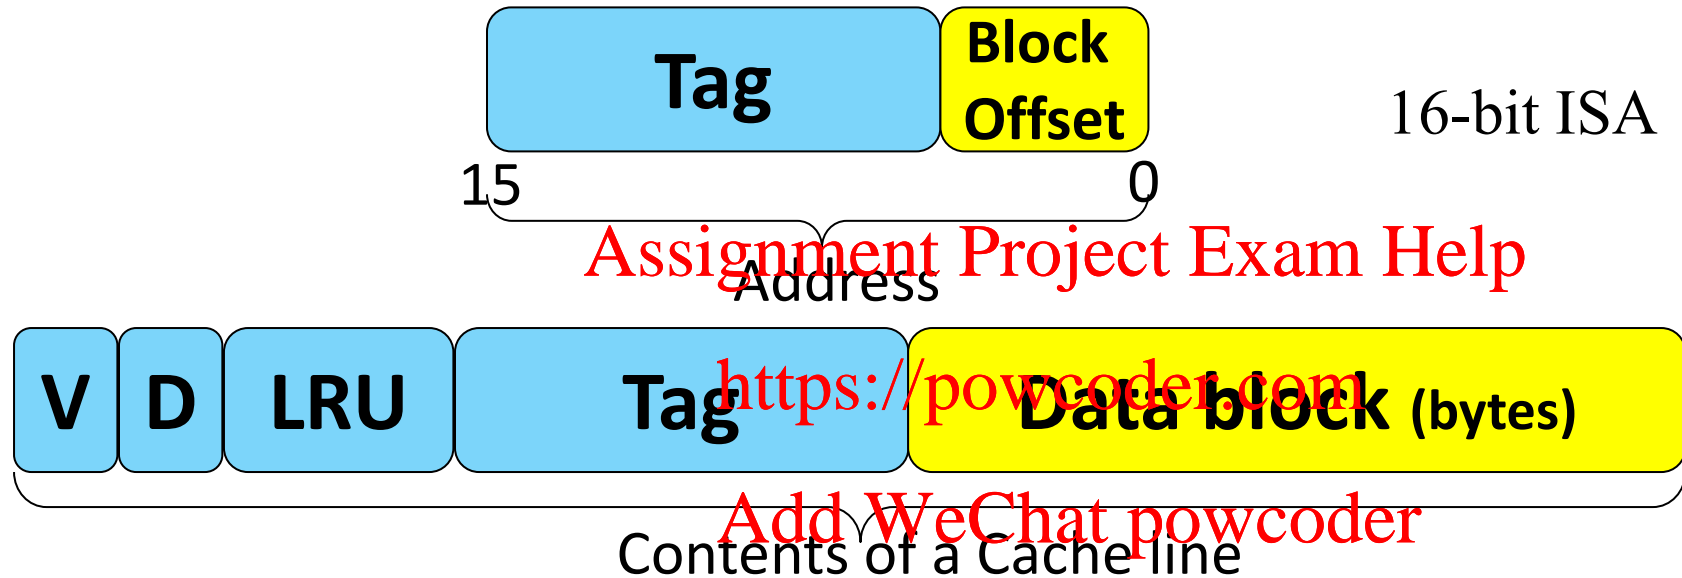 Tag
Block
Offset
16-bit ISA
15
0
Assignment Project Exam Help
Address
V
D
LRU
Tag
https://powcoder.com
Data block (bytes)
Add WeChat powcoder
Contents of a Cache line